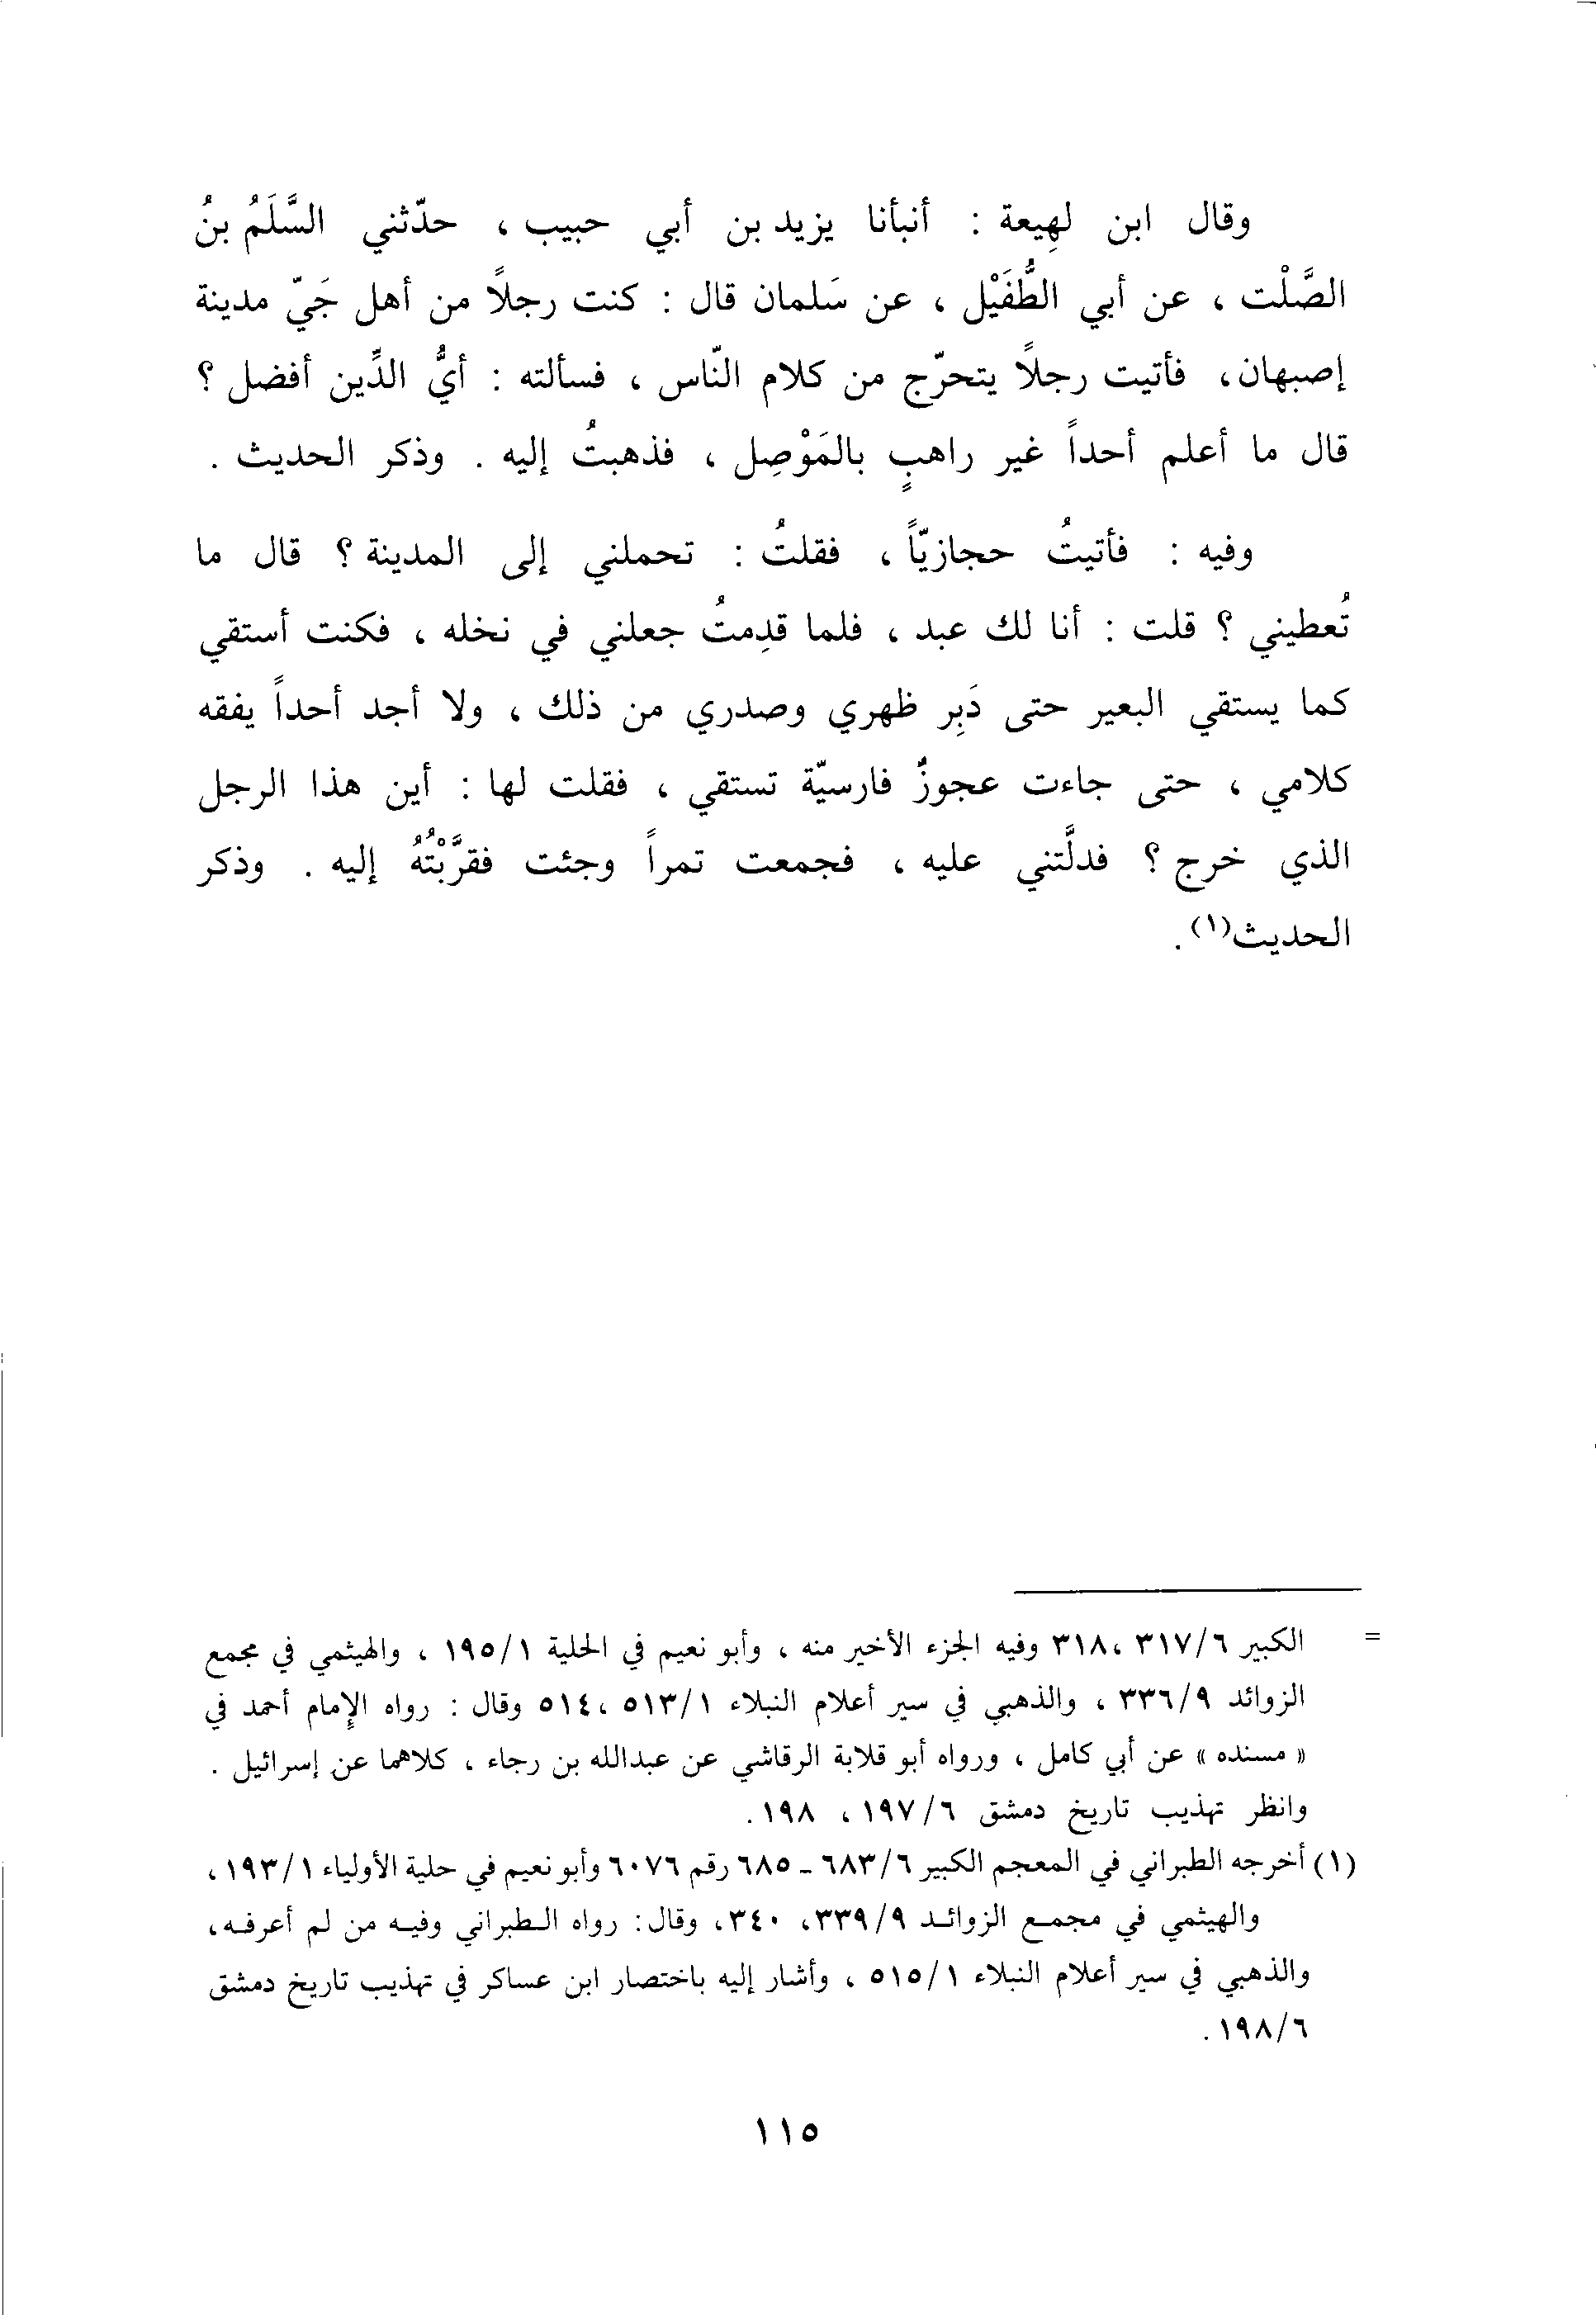 وقال ابن لهِيعة : أنبأنا يزيد بن أبي حبيب ، حدّثني السَّلَمُ بنُ
الصَّلْت ، عن أبي الطُّفَيْل ، عن سَلمان قال : كنت رجلاً من أهل جَيّ مدينة
إصبهان، فأتيت رجلاً يتحرّج من كلام النّاس ، فسألته : أيُّ الدِّين أفضل ؟
قال ما أعلم أحداً غير راهبٍ بالمَوْصِل ، فذهبتُ إليه . وذكر الحديث .
وفيه : فأتيتُ حجازيّاً ، فقلتُ : تحملني إلى المدينة ؟ قال ما
تُعطيني ؟ قلت : أنا لك عبد ، فلما قدِمتُ جعلني في نخله ، فكنت أستقي
كما يستقي البعير حتى دَبِر ظهري وصدري من ذلك ، ولا أجد أحداً يفقه
كلامي ، حتى جاءت عجوزٌ فارسيّة تستقي ، فقلت لها : أين هذا الرجل
الذي خرج ؟ فدلَّتني عليه ، فجمعت تمراً وجئت فقرَّبْتُهُ إليه . وذكر
الحديث(١) .
= الكبير ٣١٧/٦ ،٣١٨ وفيه الجزء الأخير منه ، وأبو نعيم في الحلية ١٩٥/١ ، والهيثمي في مجمع
الزوائد ٣٣٦/٩ ، والذهبي في سير أعلام النبلاء ٥١٣/١ ،٥١٤ وقال : رواه الإمام أحمد في
« مسنده » عن أبي كامل ، ورواه أبو قلابة الرقاشي عن عبدالله بن رجاء ، كلاهما عن إسرائيل .
وانظر تهذيب تاريخ دمشق ١٩٧/٦ ، ١٩٨ .
(١) أخرجه الطبراني في المعجم الكبير ٦٨٣/٦ ـ ٦٨٥ رقم ٦٠٧٦ وأبو نعيم في حلية الأولياء ١٩٣/١ ،
والهيثمي في مجمـع الزوائـد ٣٣٩/٩ ،٣٤٠ ، وقال: رواه الـطبراني وفيـه من لم أعرفـه،
والذهبي في سير أعلام النبلاء ٥١٥/١ ، وأشار إليه باختصار ابن عساكر في تهذيب تاريخ دمشق
١٩٨/٦ .
١١٥